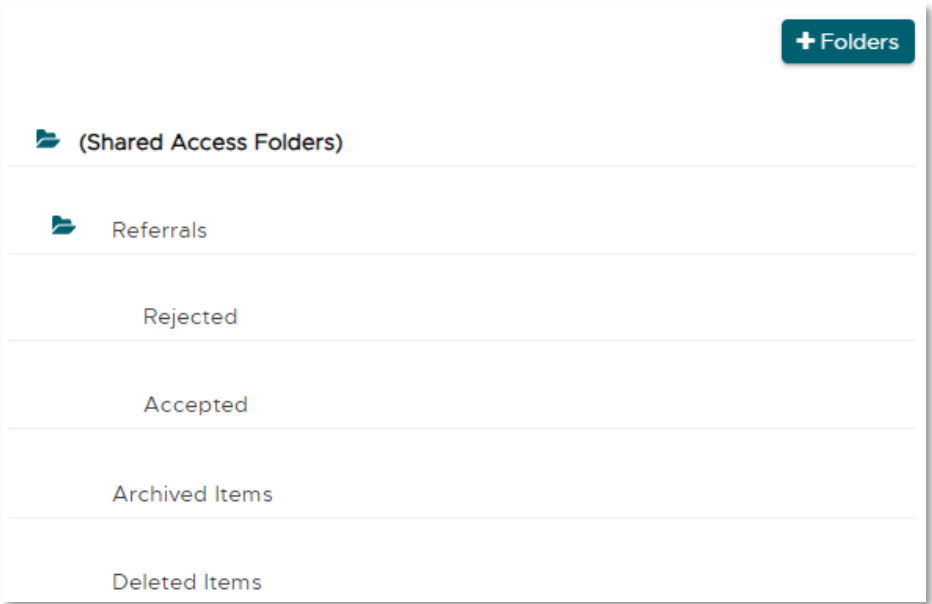 + Folders
(Shared Access Folders)
Referrals
Rejected
Accepted
Archived Items
Deleted Items